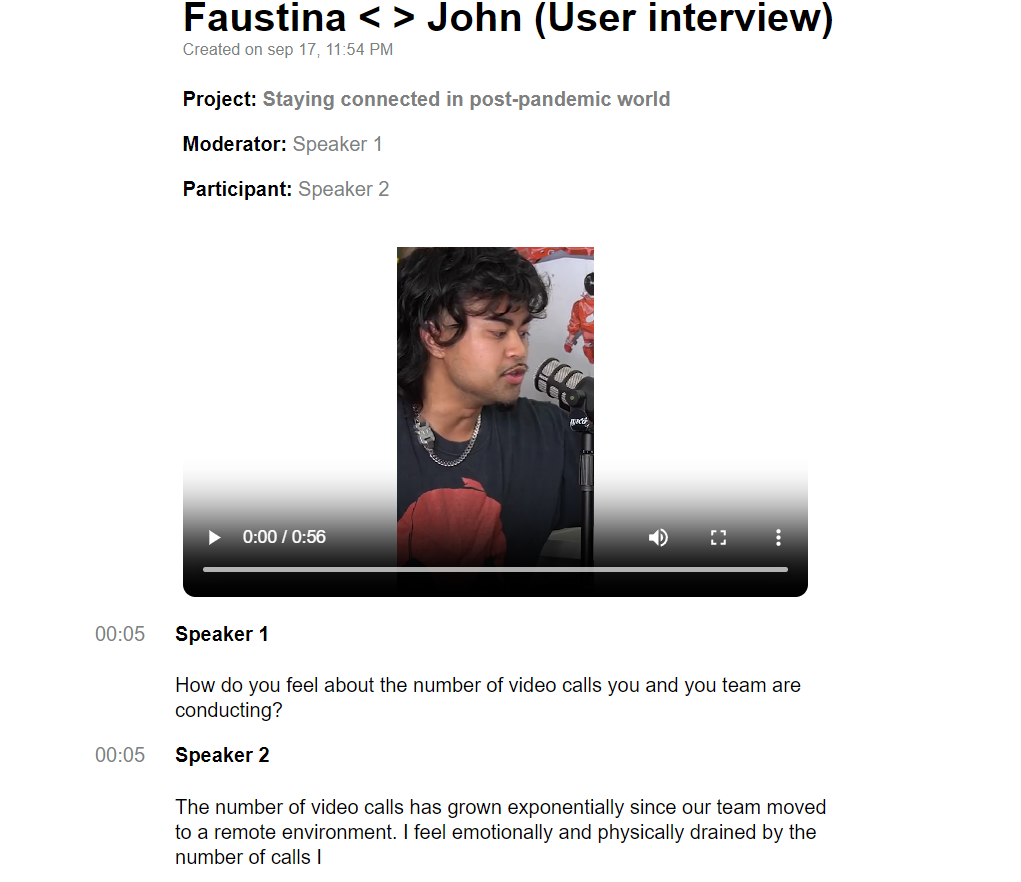 Faustina < > John (User interview)
Created on sep 17, 11:54 PM
Project: Staying connected in post-pandemic world
Moderator: Speaker 1
Participant: Speaker 2
0:00 / 0:56
00:05 Speaker 1
How do you feel about the number of video calls you and you team are
conducting?
00:05 Speaker 2
The number of video calls has grown exponentially since our team moved
to a remote environment. I feel emotionally and physically drained by the
number of calls I